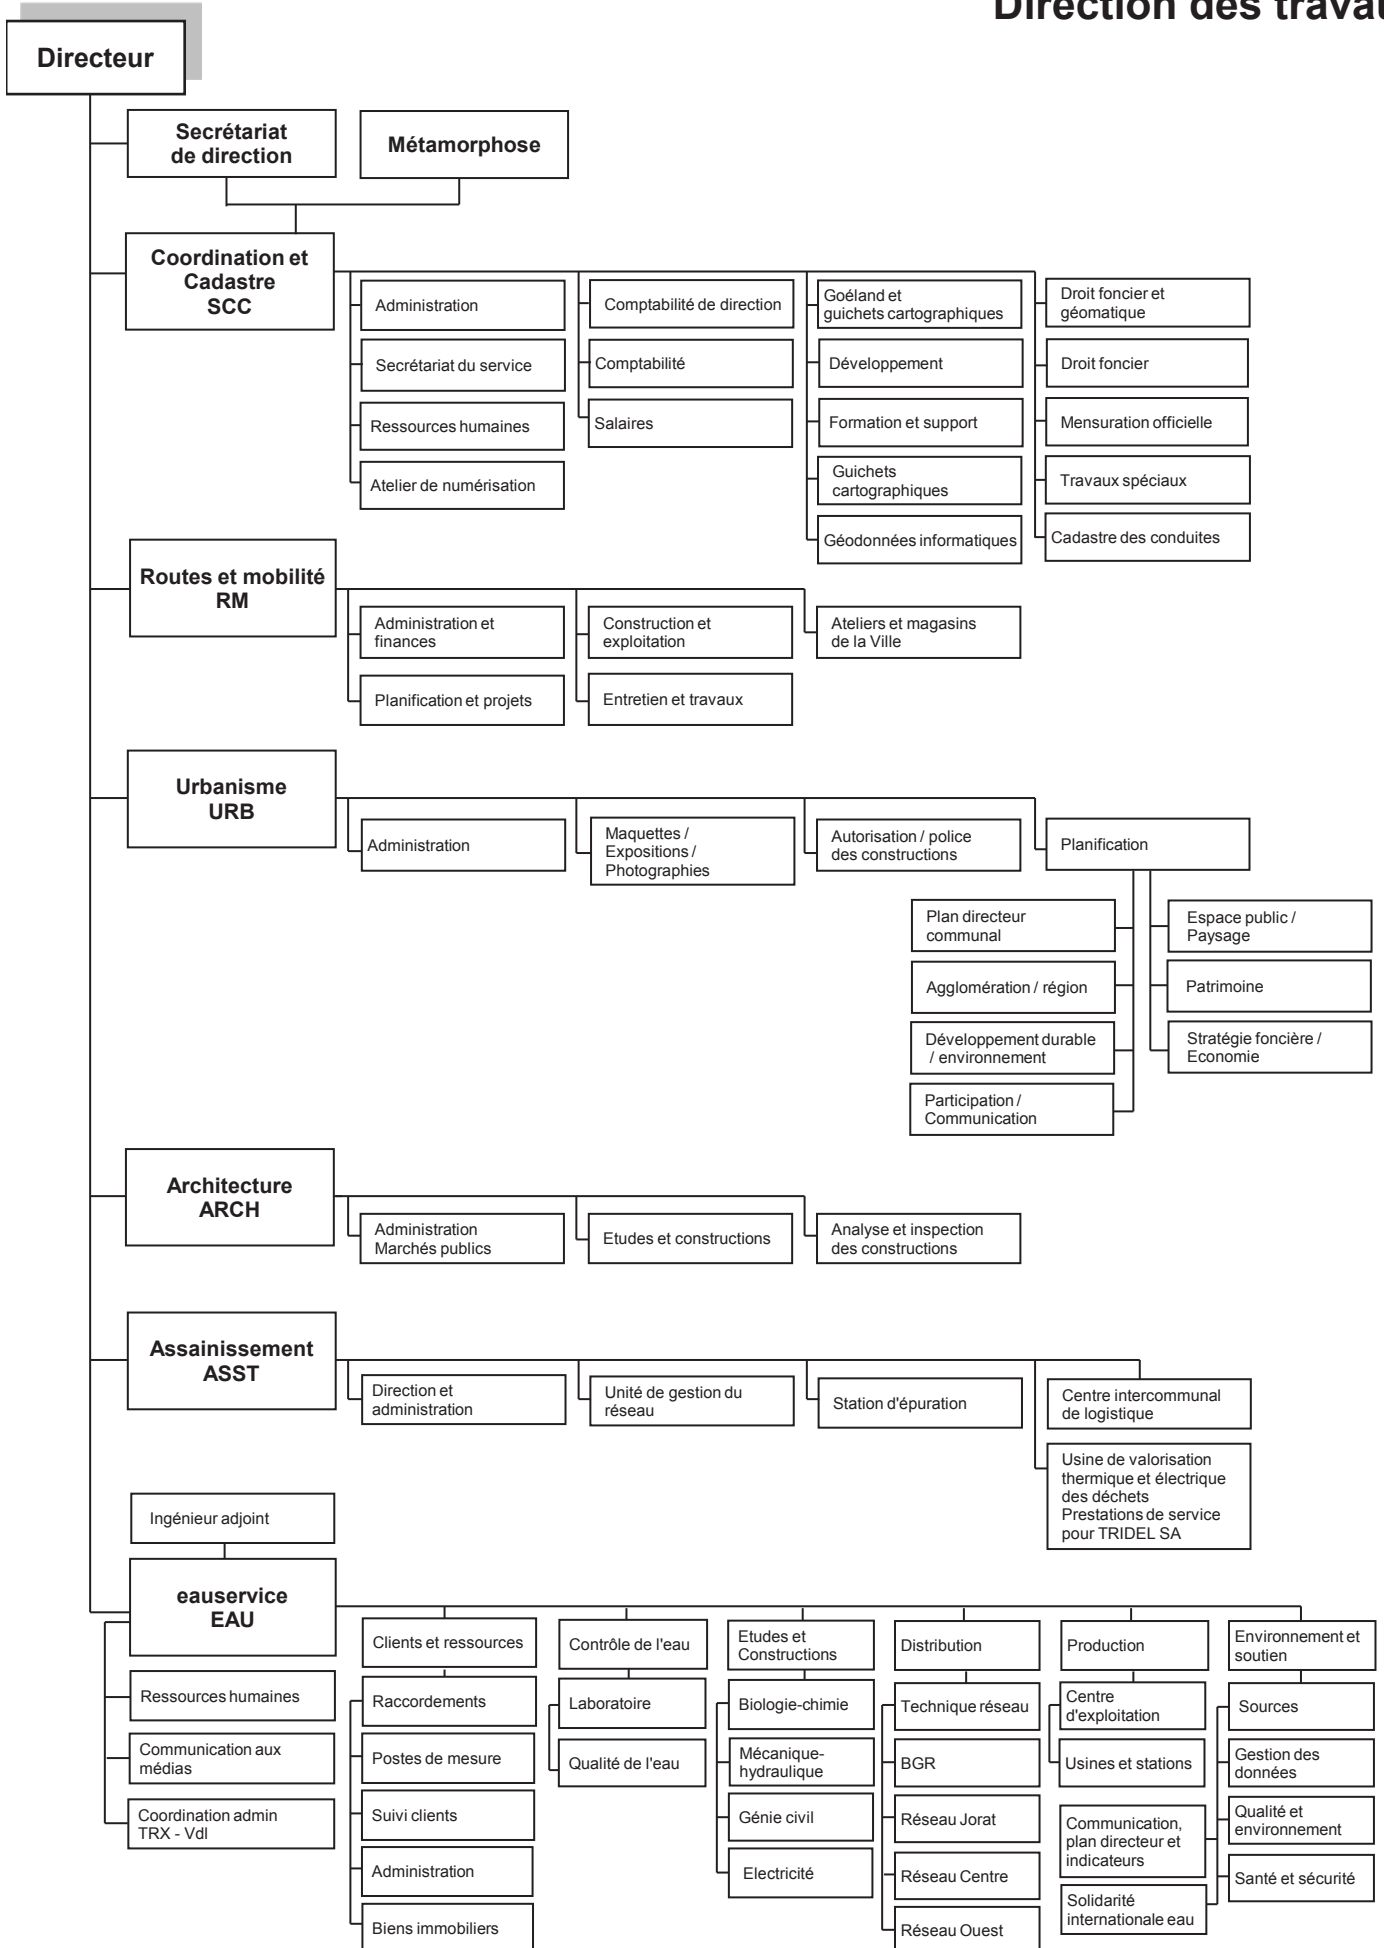 Direction des
Directeur
Secrétariat
de direction
Métamorphose
Coordination et
Cadastre
SCC
Administration
Secrétariat du service
Ressources humaines
Atelier de numérisation
Comptabilité de direction
Comptabilité
Salaires
Goéland et
guichets cartographiques
Développement
Formation et support
Guichets
cartographiques
Géodonnées informatiques
Droit foncier et
géomatique
Droit foncier
Mensuration officielle
Travaux spéciaux
Cadastre des conduites
Routes et mobilité
RM
Administration et
finances
Planification et projets
Construction et
exploitation
Entretien et travaux
Ateliers et magasins
de la Ville
Urbanisme
URB
Administration
Maquettes /
Expositions /
Photographies
Autorisation / police
des constructions
Planification
Plan directeur
communal
Agglomération / région
Développement durable
/ environnement
Participation /
Communication
Espace public /
Paysage
Patrimoine
Stratégie foncière /
Economie
Architecture
ARCH
Administration
Marchés publics
Etudes et constructions
Analyse et inspection
des constructions
Assainissement
ASST
Direction et
administration
Unité de gestion du
réseau
Station d'épuration
Centre intercommunal
de logistique
Usine de valorisation
thermique et électrique
des déchets
Prestations de service
pour TRIDEL SA
Ingénieur adjoint
eauservice
EAU
Ressources humaines
Communication aux
médias
Coordination admin
TRX - Vdl
Clients et ressources
Raccordements
Postes de mesure
Suivi clients
Administration
Biens immobiliers
Contrôle de l'eau
Laboratoire
Qualité de l'eau
Etudes et
Constructions
Biologie-chimie
Mécanique-
hydraulique
Génie civil
Electricité
Distribution
Technique réseau
BGR
Réseau Jorat
Réseau Centre
Réseau Ouest
Production
Centre
d'exploitation
Usines et stations
Communication,
plan directeur et
indicateurs
Solidarité
internationale eau
Environnement et
soutien
Sources
Gestion des
données
Qualité et
environnement
Santé et sécurité